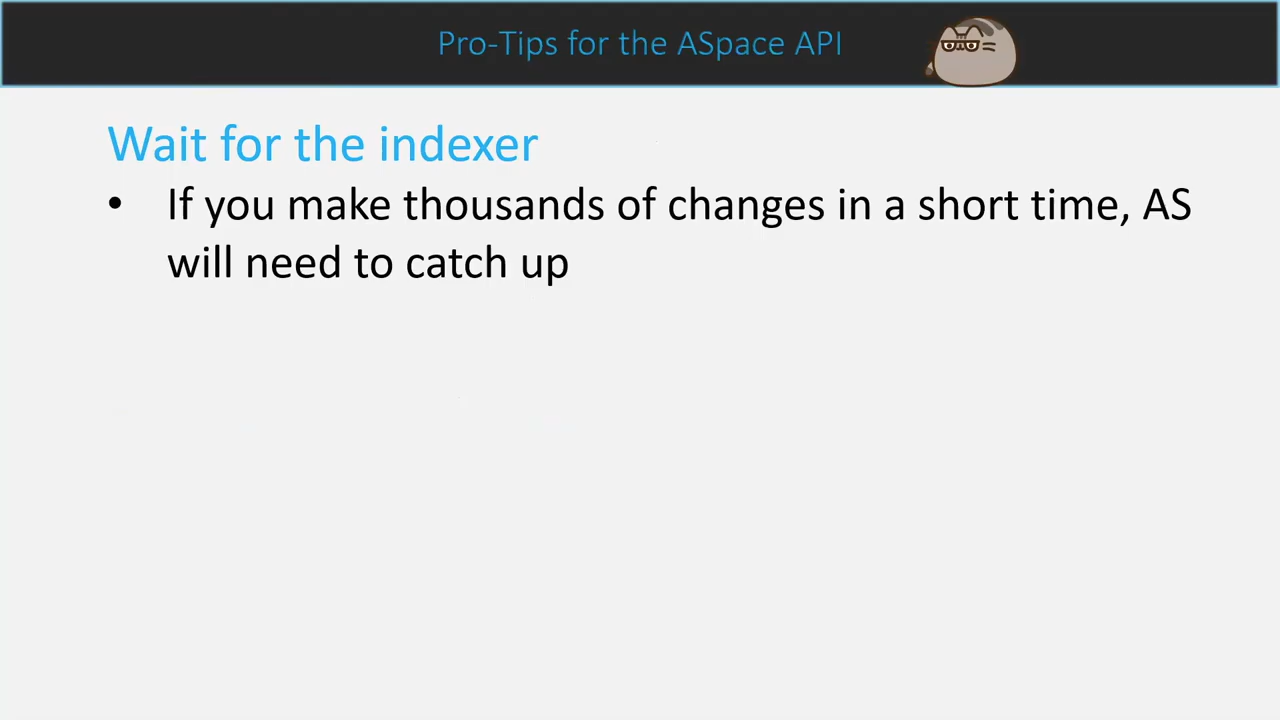 Pro-Tips for the ASpace API
Wait for the indexer
• If you make thousands of changes in a short time, AS
will need to catch up